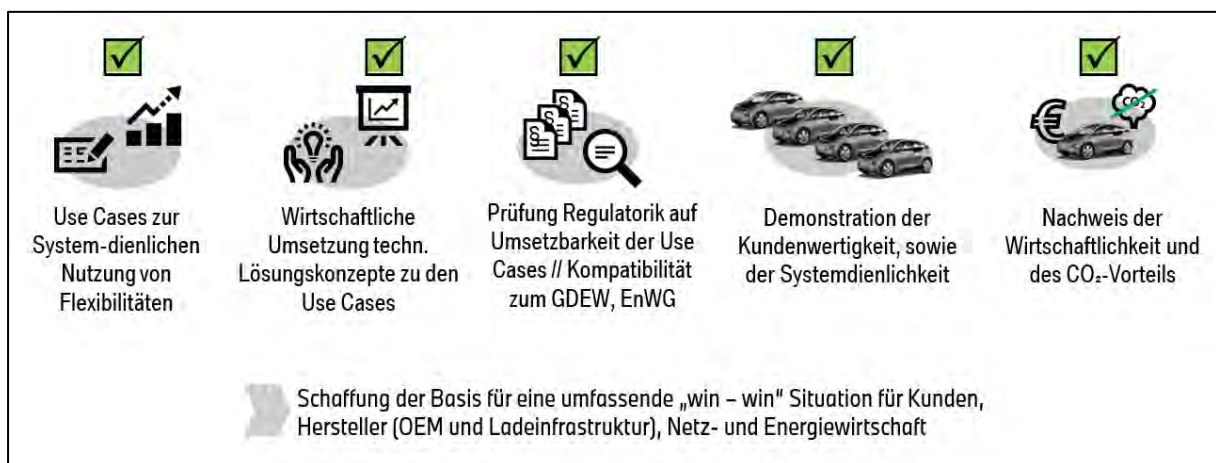 CO₂
§
§
§
€
Use Cases zur
System-dienlichen
Nutzung von
Flexibilitäten
Wirtschaftliche
Umsetzung techn.
Lösungskonzepte zu den
Use Cases
Prüfung Regulatorik auf
Umsetzbarkeit der Use
Cases // Kompatibilität
zum GDEW, EnWG
Demonstration der
Kundenwertigkeit, sowie
der Systemdienlichkeit
Nachweis der
Wirtschaftlichkeit und
des CO₂-Vorteils
Schaffung der Basis für eine umfassende „win – win“ Situation für Kunden,
Hersteller (OEM und Ladeinfrastruktur), Netz- und Energiewirtschaft